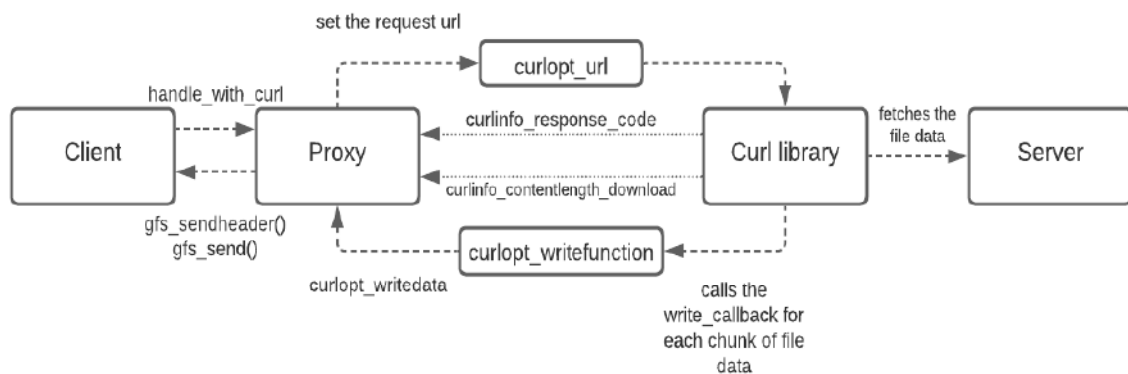 set the request url
curlopt_url
handle_with_curl
curlinfo_response_code
fetches the
file data
Client
Proxy
Curl library
Server
curlinfo_contentlength_download
gfs_sendheader()
gfs_send()
curlopt_writefunction
curlopt_writedata
calls the
write_callback for
each chunk of file
data